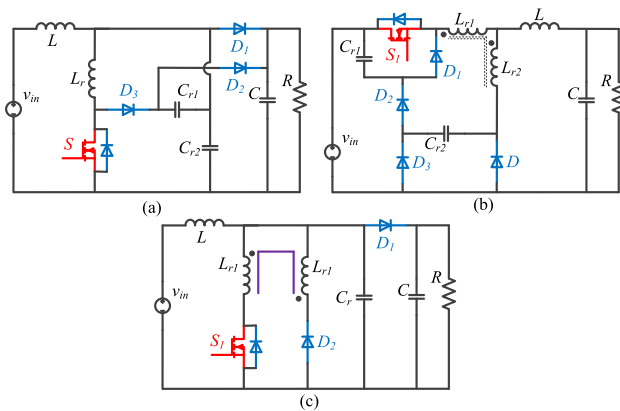 L
D1
Lr
D2
D3
Cr1
S
Cr2
C
R
vin
(a)
Lr1
L
Cr1
S1
D1
Lr2
D2
C
R
vin
Cr2
D3
D
(b)
L
D1
Lr1
Lr1
vin
Cr
C
R
S1
D2
(c)